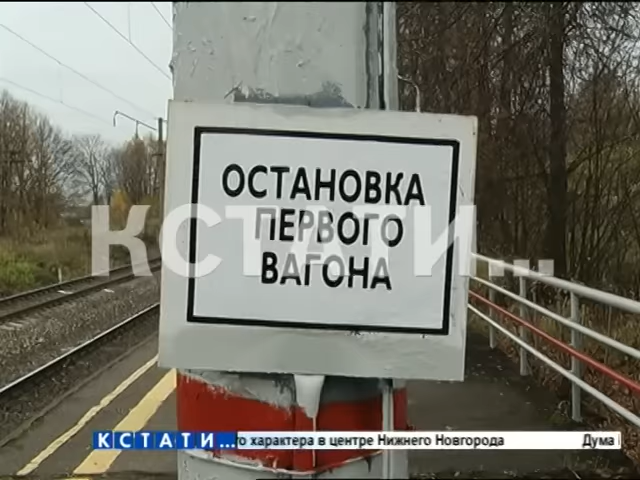 ОСТАНОВКА
ПЕРВОГО
ВАГОНА
КСТАТИ...
КСТАТИ... характера в центре Нижнего Новгорода Дума